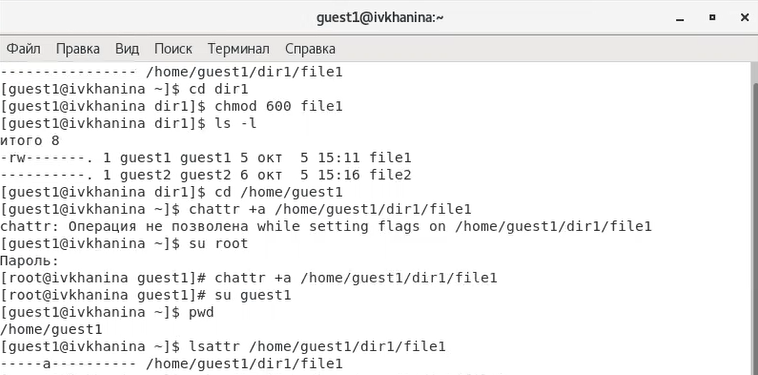 guest1@ivkhanina:~
Файл Правка Вид Поиск Терминал Справка
---------------- /home/guest1/dir1/file1
[guest1@ivkhanina ~]$ cd dir1
[guest1@ivkhanina dir1]$ chmod 600 file1
[guest1@ivkhanina dir1]$ ls -l
итого 8
-rw-------. 1 guest1 guest1 5 окт  5 15:11 file1
----------. 1 guest2 guest2 6 окт  5 15:16 file2
[guest1@ivkhanina dir1]$ cd /home/guest1
[guest1@ivkhanina ~]$ chattr +a /home/guest1/dir1/file1
chattr: Операция не позволена while setting flags on /home/guest1/dir1/file1
[guest1@ivkhanina ~]$ su root
Пароль:
[root@ivkhanina guest1]# chattr +a /home/guest1/dir1/file1
[root@ivkhanina guest1]# su guest1
[guest1@ivkhanina ~]$ pwd
/home/guest1
[guest1@ivkhanina ~]$ lsattr /home/guest1/dir1/file1
-----a---------- /home/guest1/dir1/file1